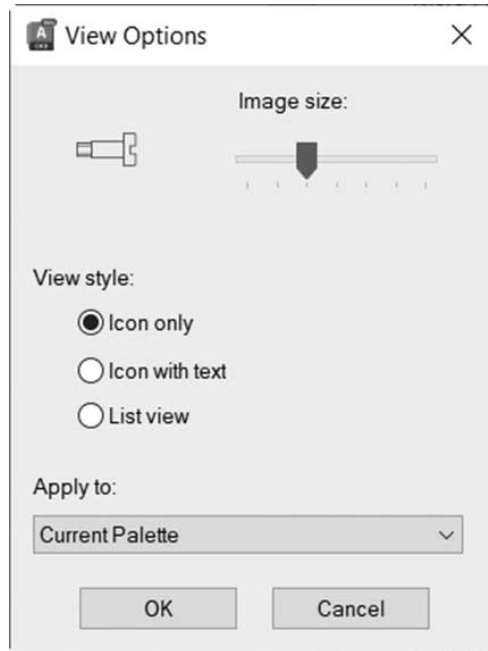 View Options
Image size:
View style:
Icon only
Icon with text
List view
Apply to:
Current Palette
OK
Cancel